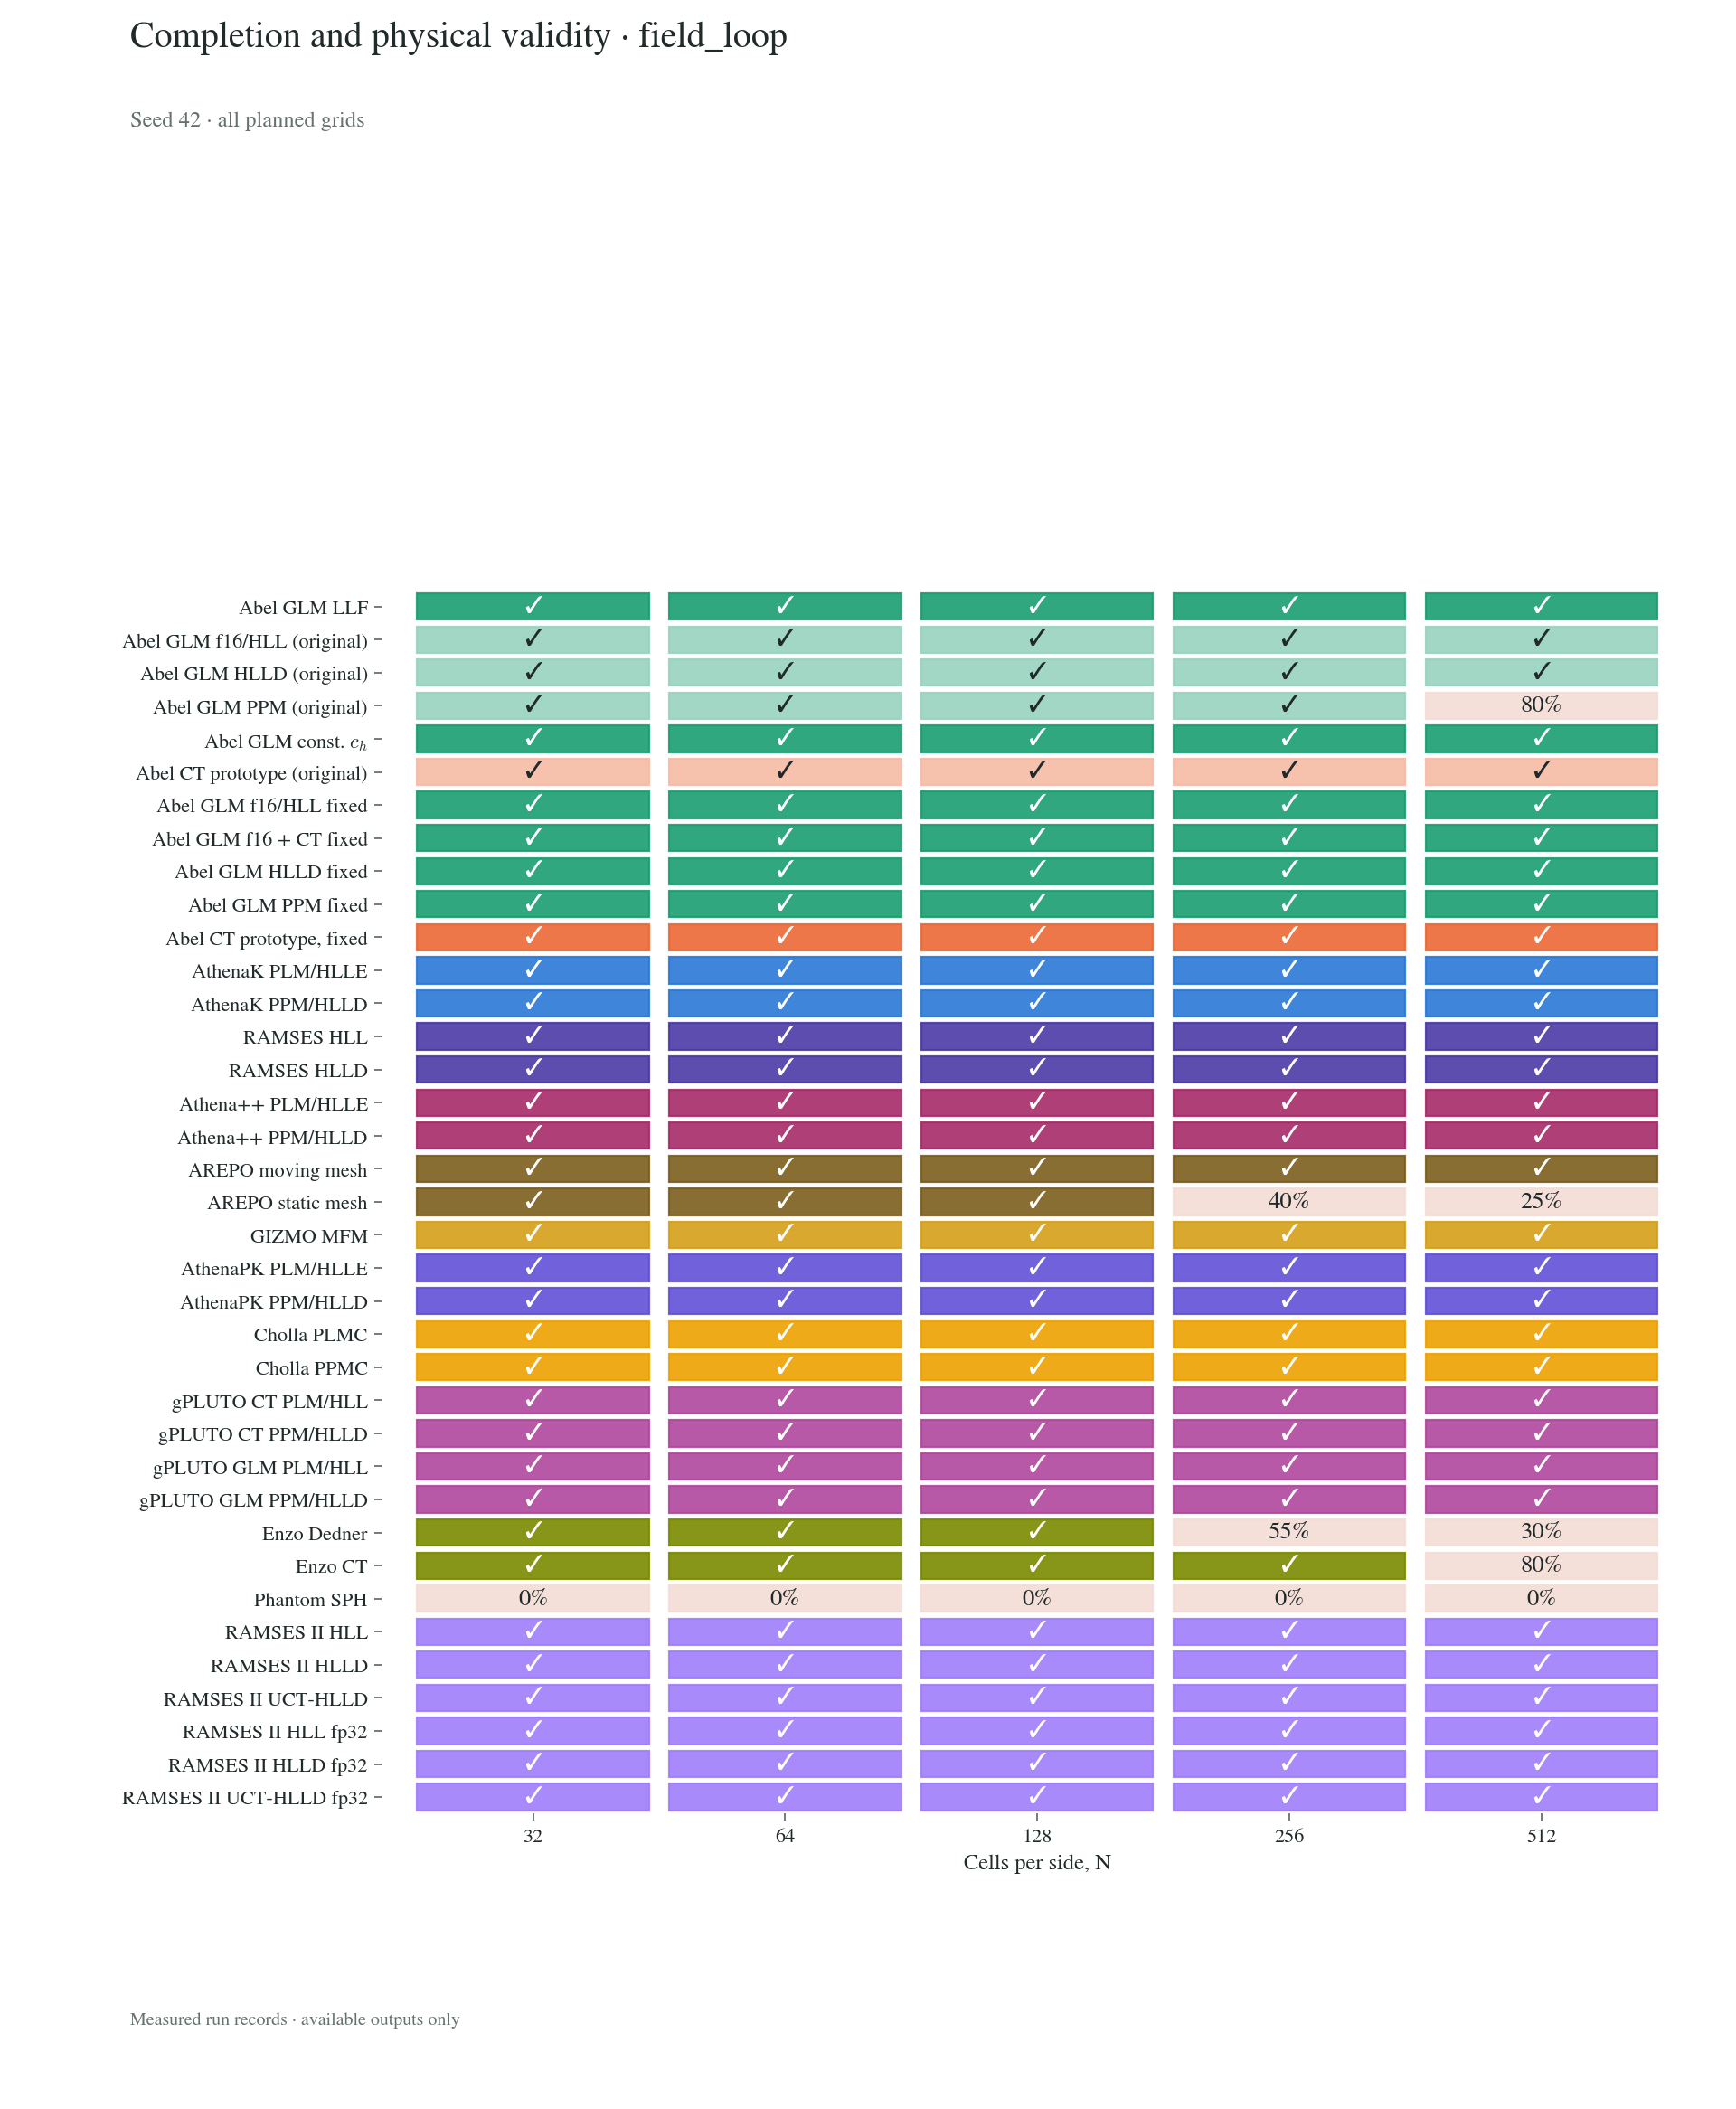 Completion and physical validity · field_loop
Seed 42 · all planned grids
Abel GLM LLF ✓ ✓ ✓ ✓ ✓
Abel GLM f16/HLL (original) ✓ ✓ ✓ ✓ ✓
Abel GLM HLLD (original) ✓ ✓ ✓ ✓ ✓
Abel GLM PPM (original) ✓ ✓ ✓ ✓ 80%
Abel GLM const. c_h ✓ ✓ ✓ ✓ ✓
Abel CT prototype (original) ✓ ✓ ✓ ✓ ✓
Abel GLM f16/HLL fixed ✓ ✓ ✓ ✓ ✓
Abel GLM f16 + CT fixed ✓ ✓ ✓ ✓ ✓
Abel GLM HLLD fixed ✓ ✓ ✓ ✓ ✓
Abel GLM PPM fixed ✓ ✓ ✓ ✓ ✓
Abel CT prototype, fixed ✓ ✓ ✓ ✓ ✓
AthenaK PLM/HLLE ✓ ✓ ✓ ✓ ✓
AthenaK PPM/HLLD ✓ ✓ ✓ ✓ ✓
RAMSES HLL ✓ ✓ ✓ ✓ ✓
RAMSES HLLD ✓ ✓ ✓ ✓ ✓
Athena++ PLM/HLLE ✓ ✓ ✓ ✓ ✓
Athena++ PPM/HLLD ✓ ✓ ✓ ✓ ✓
AREPO moving mesh ✓ ✓ ✓ ✓ ✓
AREPO static mesh ✓ ✓ ✓ 40% 25%
GIZMO MFM ✓ ✓ ✓ ✓ ✓
AthenaPK PLM/HLLE ✓ ✓ ✓ ✓ ✓
AthenaPK PPM/HLLD ✓ ✓ ✓ ✓ ✓
Cholla PLMC ✓ ✓ ✓ ✓ ✓
Cholla PPMC ✓ ✓ ✓ ✓ ✓
gPLUTO CT PLM/HLL ✓ ✓ ✓ ✓ ✓
gPLUTO CT PPM/HLLD ✓ ✓ ✓ ✓ ✓
gPLUTO GLM PLM/HLL ✓ ✓ ✓ ✓ ✓
gPLUTO GLM PPM/HLLD ✓ ✓ ✓ ✓ ✓
Enzo Dedner ✓ ✓ ✓ 55% 30%
Enzo CT ✓ ✓ ✓ ✓ 80%
Phantom SPH 0% 0% 0% 0% 0%
RAMSES II HLL ✓ ✓ ✓ ✓ ✓
RAMSES II HLLD ✓ ✓ ✓ ✓ ✓
RAMSES II UCT-HLLD ✓ ✓ ✓ ✓ ✓
RAMSES II HLL fp32 ✓ ✓ ✓ ✓ ✓
RAMSES II HLLD fp32 ✓ ✓ ✓ ✓ ✓
RAMSES II UCT-HLLD fp32 ✓ ✓ ✓ ✓ ✓
32 64 128 256 512
Cells per side, N
Measured run records · available outputs only